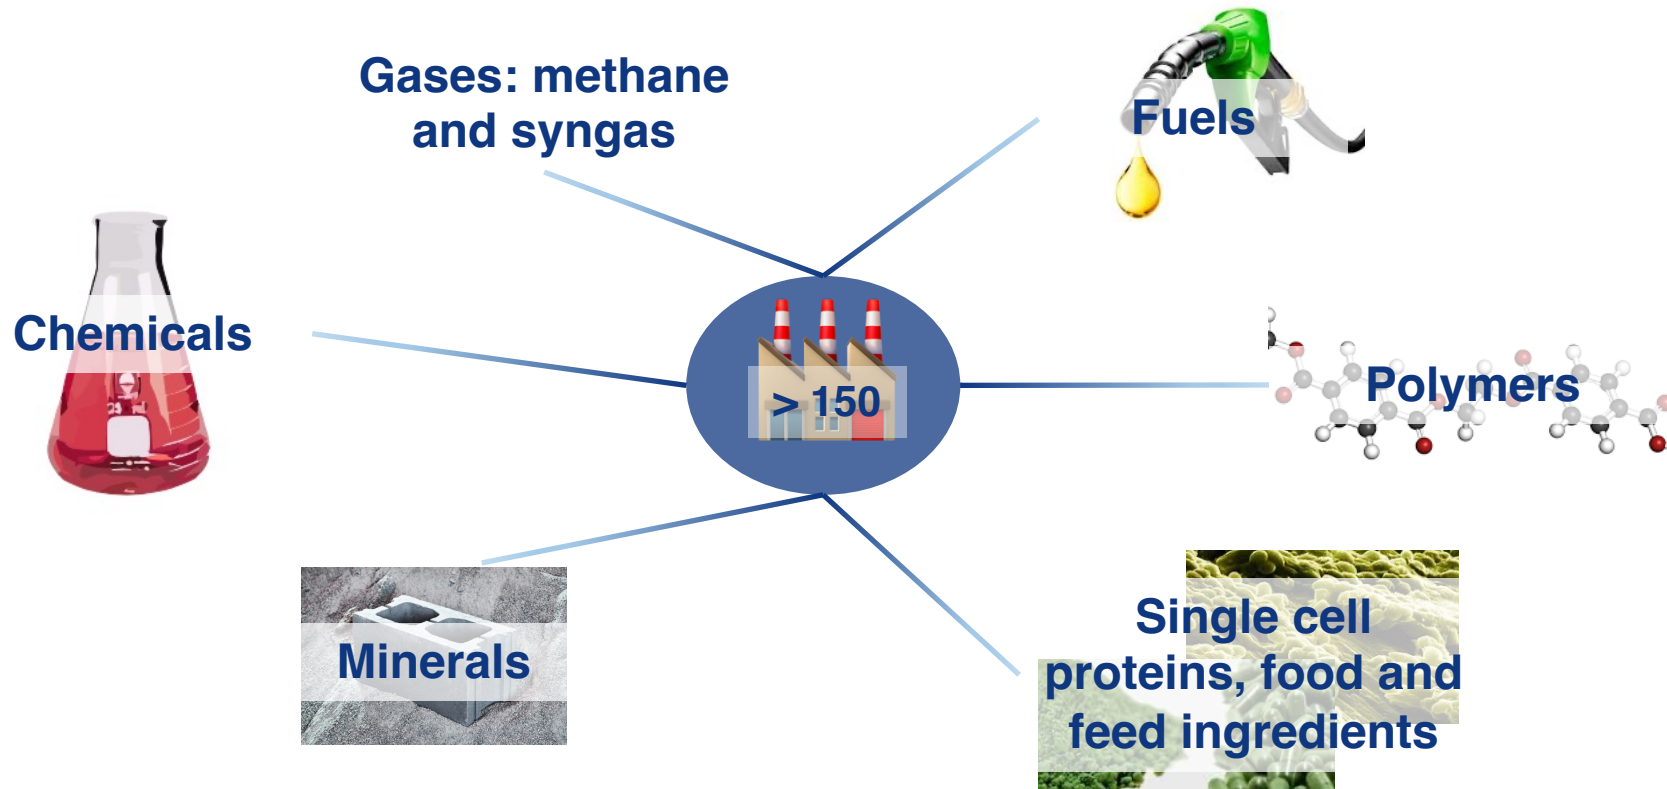 Gases: methane
and syngas
Fuels
Chemicals
> 150
Polymers
Minerals
Single cell
proteins, food and
feed ingredients